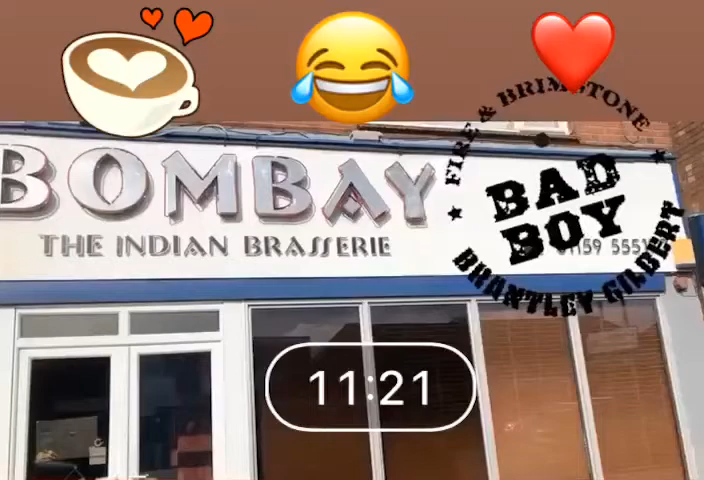 FIRE & BRIMSTONE
BOMBAY
BAD
BOY
THE INDIAN BRASSERIE
BRANTLEY GILBERT
11:21